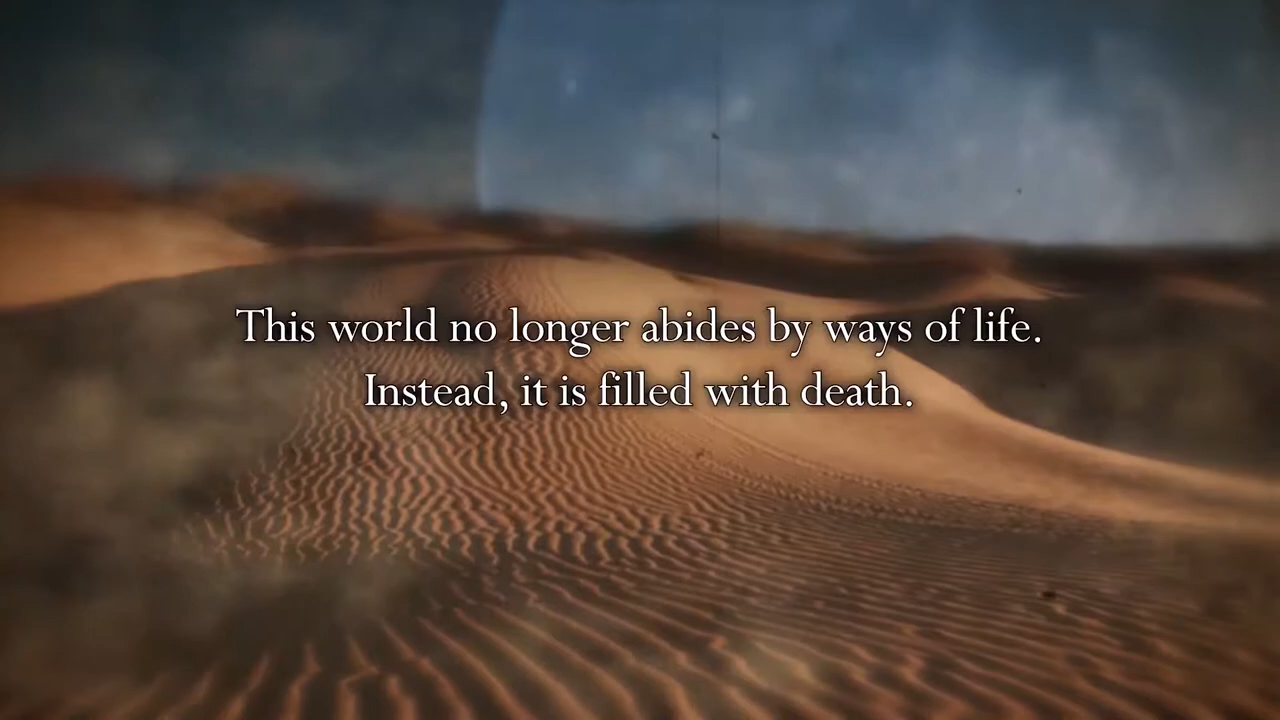 This world no longer abides by ways of life.
Instead, it is filled with death.